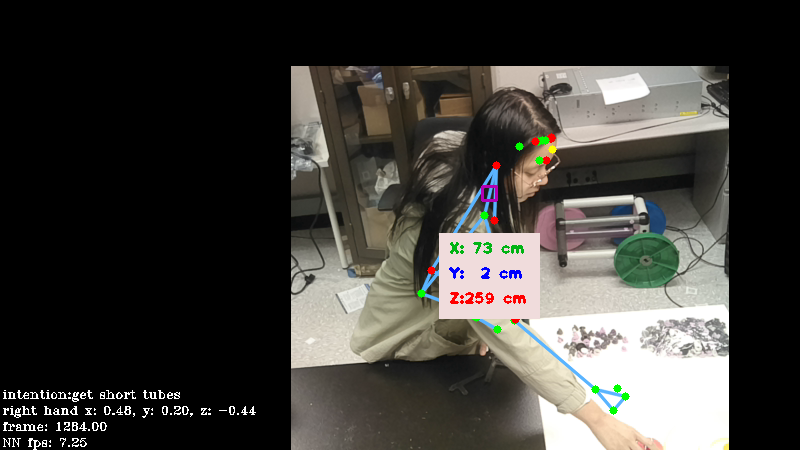 X: 73 cm
Y: 2 cm
Z:259 cm
intention:get short tubes
right hand x: 0.48, y: 0.20, z: -0.44
frame: 1284.00
NN fps: 7.25